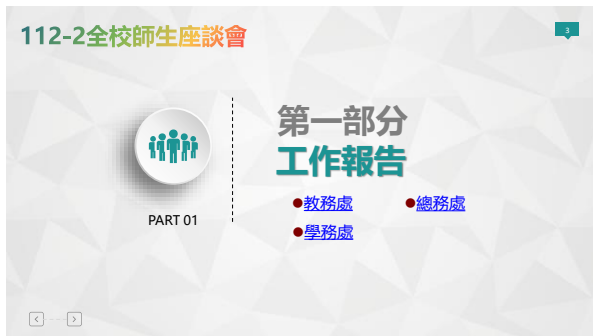 112-2全校師生座談會
3
第一部分
工作報告
PART 01
●教務處 ●總務處
●學務處